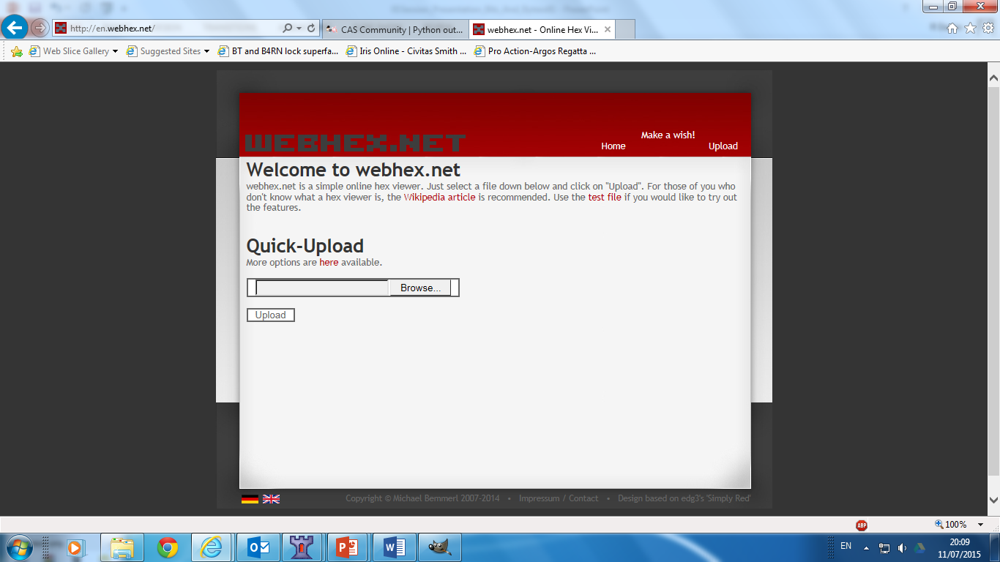 http://en.webhex.net/
CAS Community | Python out...
webhex.net - Online Hex Vi...
Web Slice Gallery
Suggested Sites
BT and B4RN lock superfa...
Iris Online - Civitas Smith ...
Pro Action-Argos Regatta ...
WEBHEX.NET
Make a wish!
Home
Upload
Welcome to webhex.net
webhex.net is a simple online hex viewer. Just select a file down below and click on "Upload". For those of you who
don't know what a hex viewer is, the Wikipedia article is recommended. Use the test file if you would like to try out
the features.
Quick-Upload
More options are here available.
Browse...
Upload
Copyright © Michael Bemmerl 2007-2014 • Impressum / Contact • Design based on edg3's 'Simply Red'
ABP
100%
EN
20:09
11/07/2015